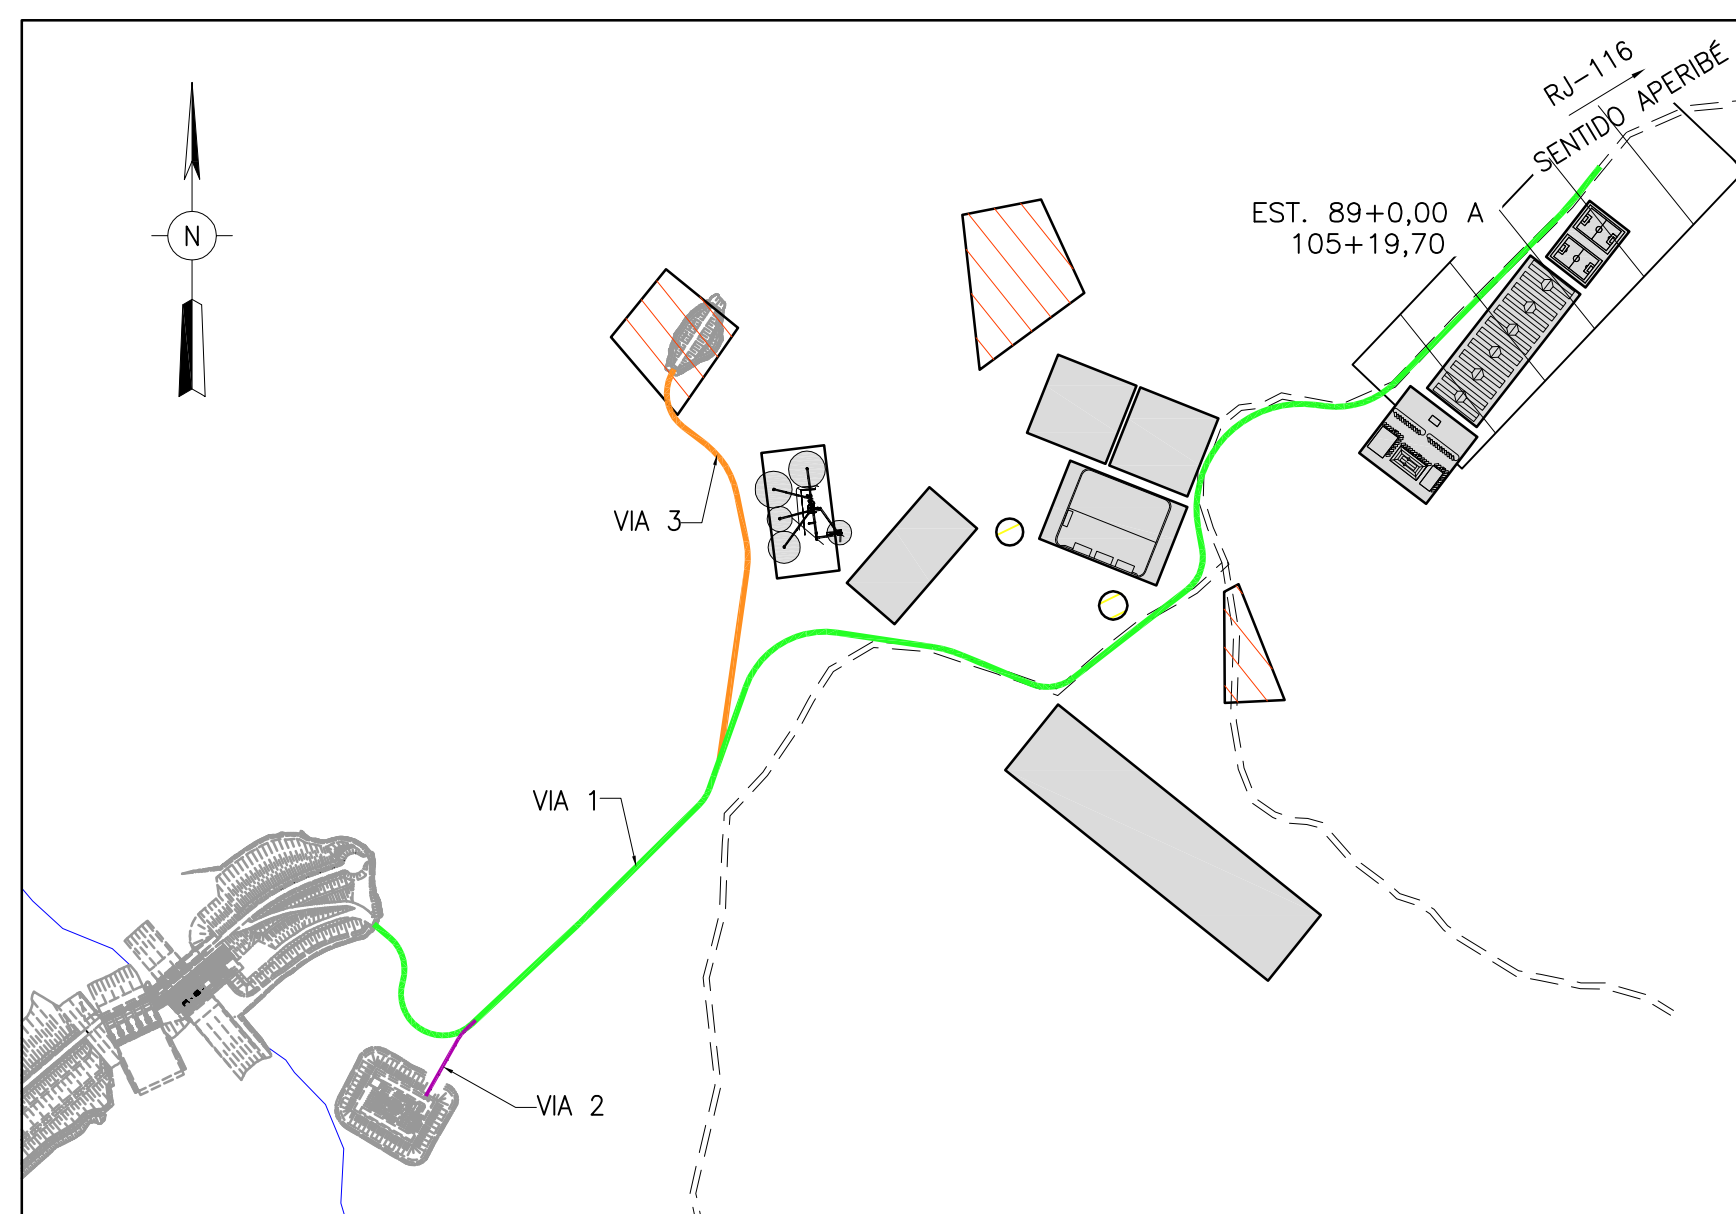 RJ-116
SENTIDO APERIBÉ
N
EST. 89+0,00 A
105+19,70
VIA 3
VIA 1
VIA 2